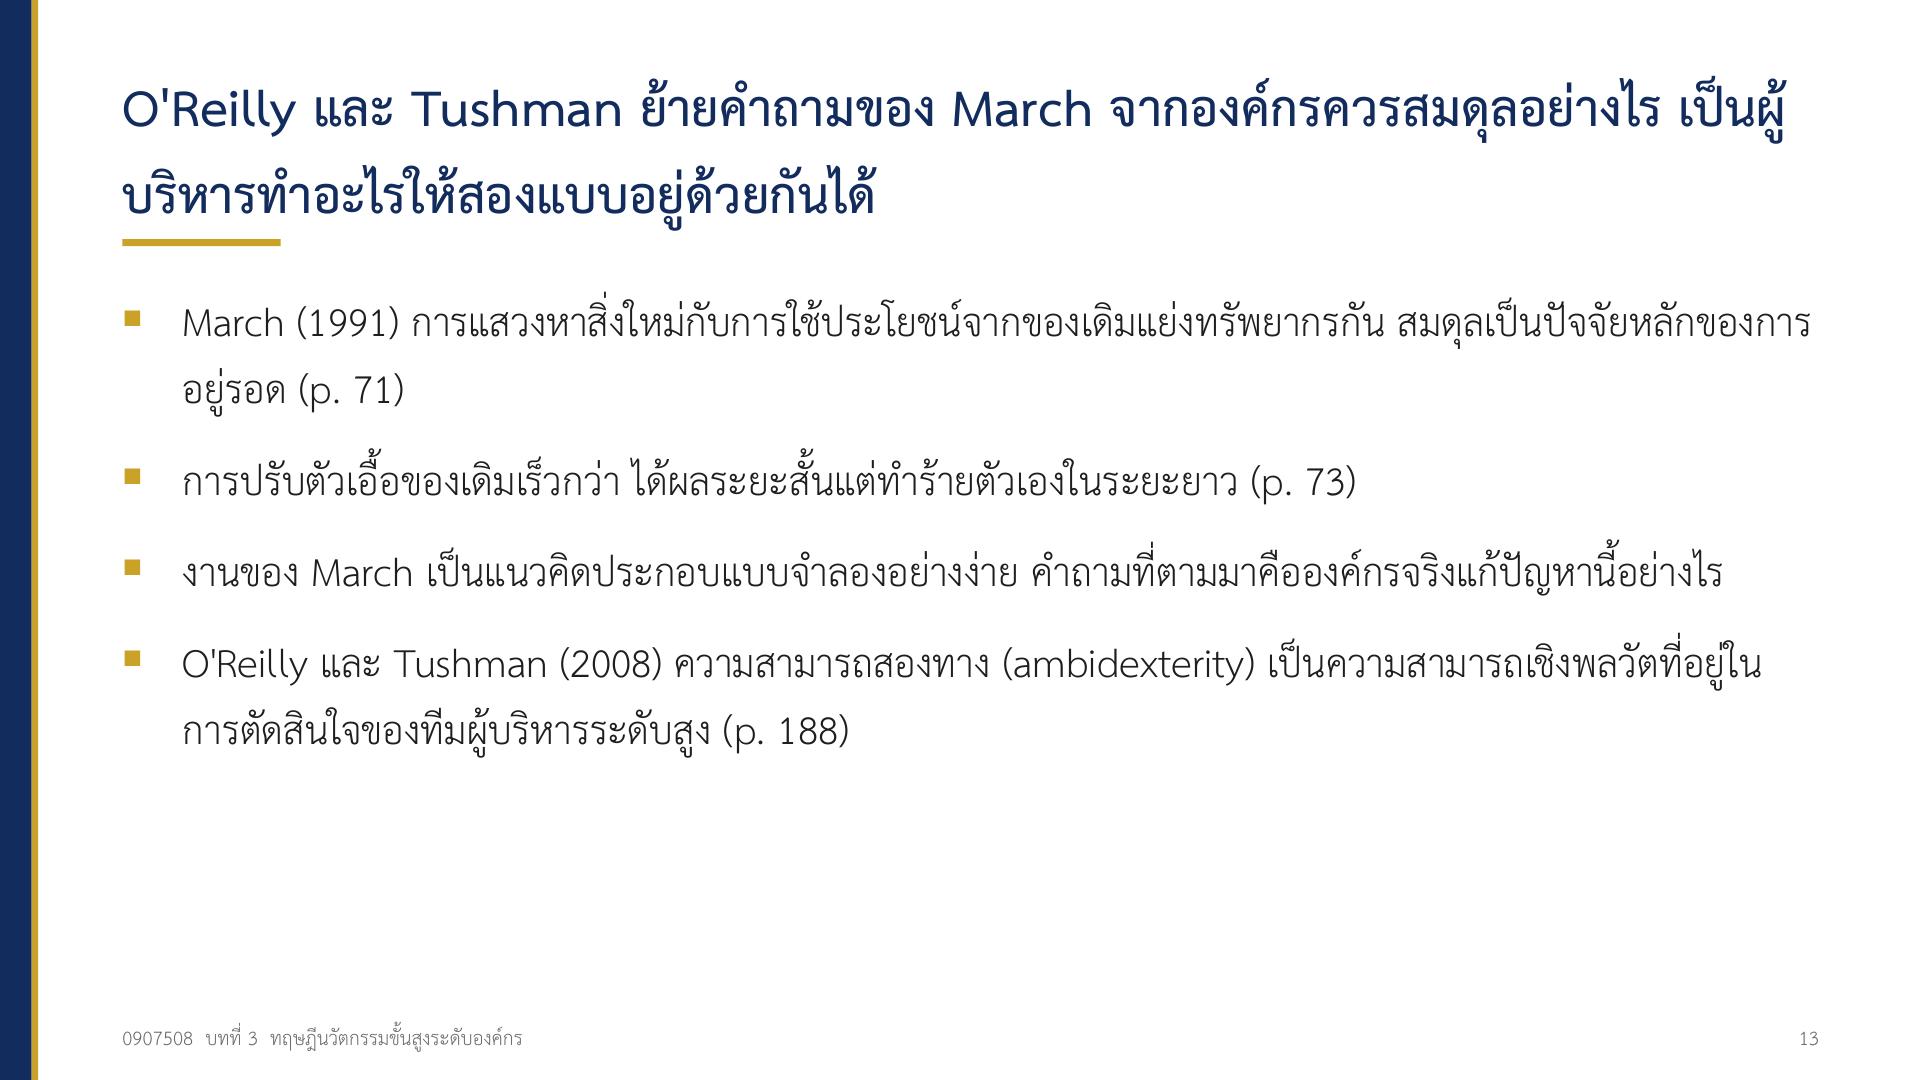 O'Reilly และ Tushman ย้ายคำถามของ March จากองค์กรควรสมดุลอย่างไร เป็นผู้
บริหารทำอะไรให้สองแบบอยู่ด้วยกันได้
▪ March (1991) การแสวงหาสิ่งใหม่กับการใช้ประโยชน์จากของเดิมแย่งทรัพยากรกัน สมดุลเป็นปัจจัยหลักของการ
อยู่รอด (p. 71)
▪ การปรับตัวเอื้อของเดิมเร็วกว่า ได้ผลระยะสั้นแต่ทำร้ายตัวเองในระยะยาว (p. 73)
▪ งานของ March เป็นแนวคิดประกอบแบบจำลองอย่างง่าย คำถามที่ตามมาคือองค์กรจริงแก้ปัญหานี้อย่างไร
▪ O'Reilly และ Tushman (2008) ความสามารถสองทาง (ambidexterity) เป็นความสามารถเชิงพลวัตที่อยู่ใน
การตัดสินใจของทีมผู้บริหารระดับสูง (p. 188)
0907508 บทที่ 3 ทฤษฎีนวัตกรรมขั้นสูงระดับองค์กร
13